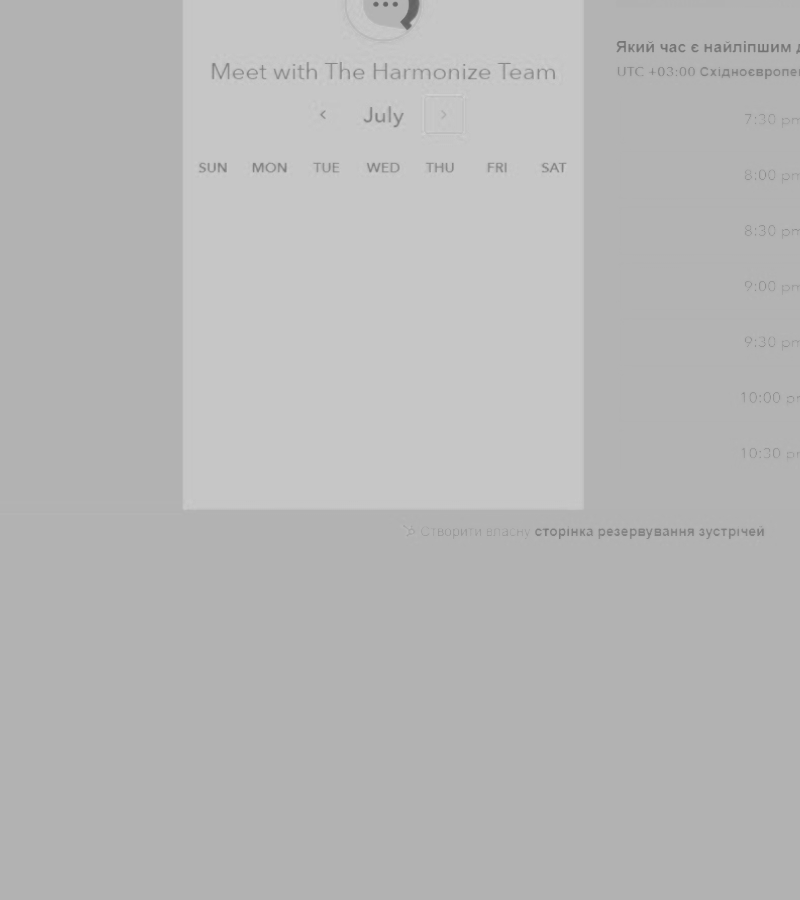 Meet with The Harmonize Team
July
SUN MON TUE WED THU FRI SAT
Який час є найліпшим
UTC +03:00 Східноєвропе
7:30 pm
8:00 pm
8:30 pm
9:00 pm
9:30 pm
10:00 pm
10:30 pm
Створити власну сторінка резервування зустрічей